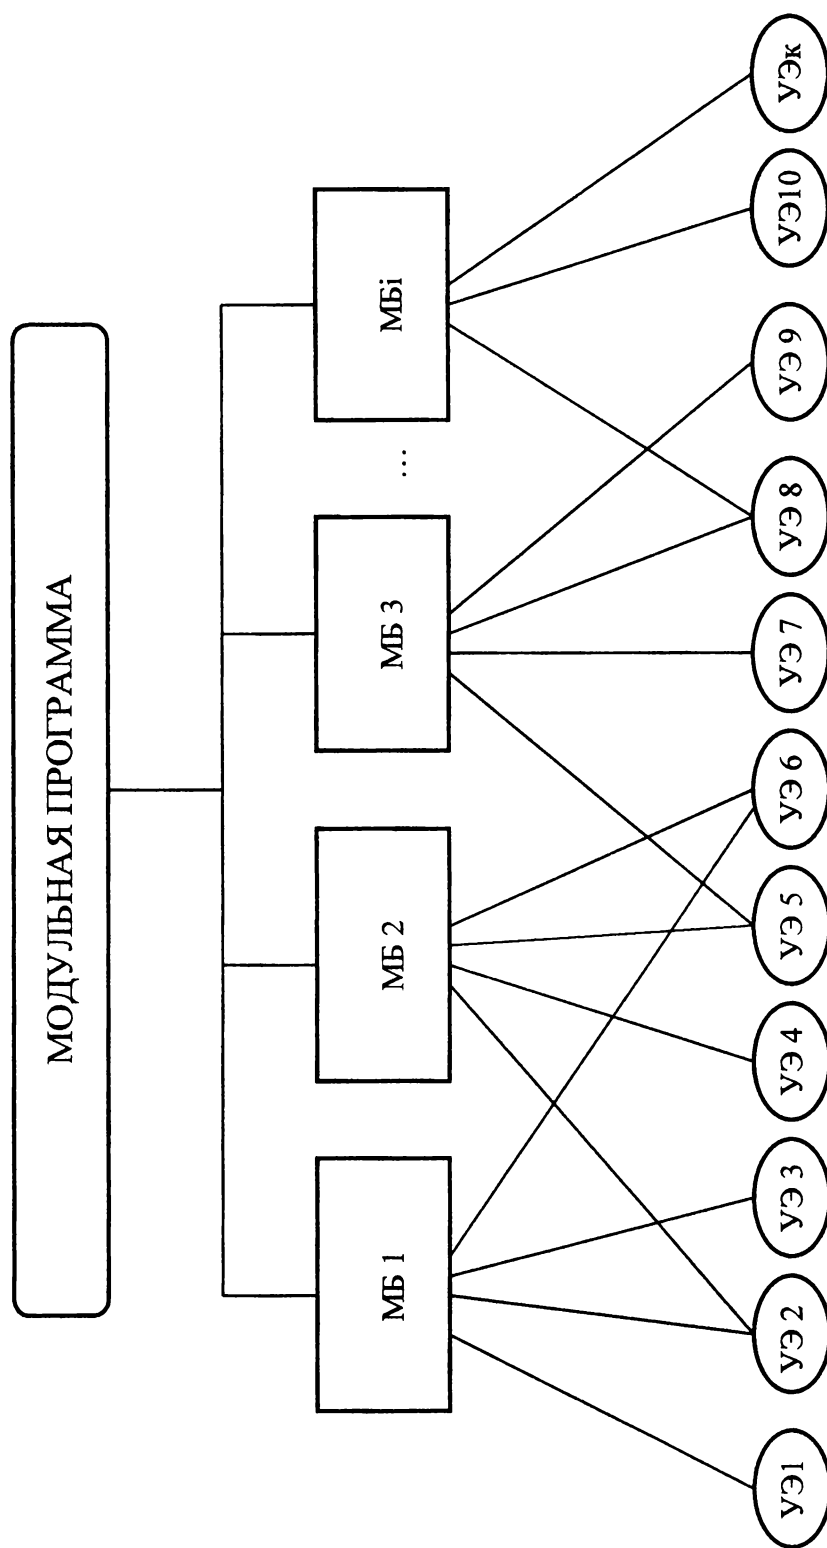 МОДУЛЬНАЯ ПРОГРАММА
МБ 1
МБ 2
МБ 3
...
МБi
УЭ1
УЭ 2
УЭ 3
УЭ 4
УЭ 5
УЭ 6
УЭ 7
УЭ 8
УЭ 9
УЭ10
УЭк